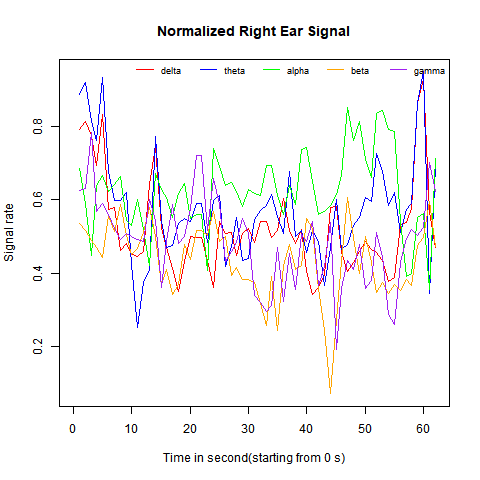 Normalized Right Ear Signal
delta theta alpha beta gamma
Signal rate
0.8
0.6
0.4
0.2
0 10 20 30 40 50 60
Time in second(starting from 0 s)